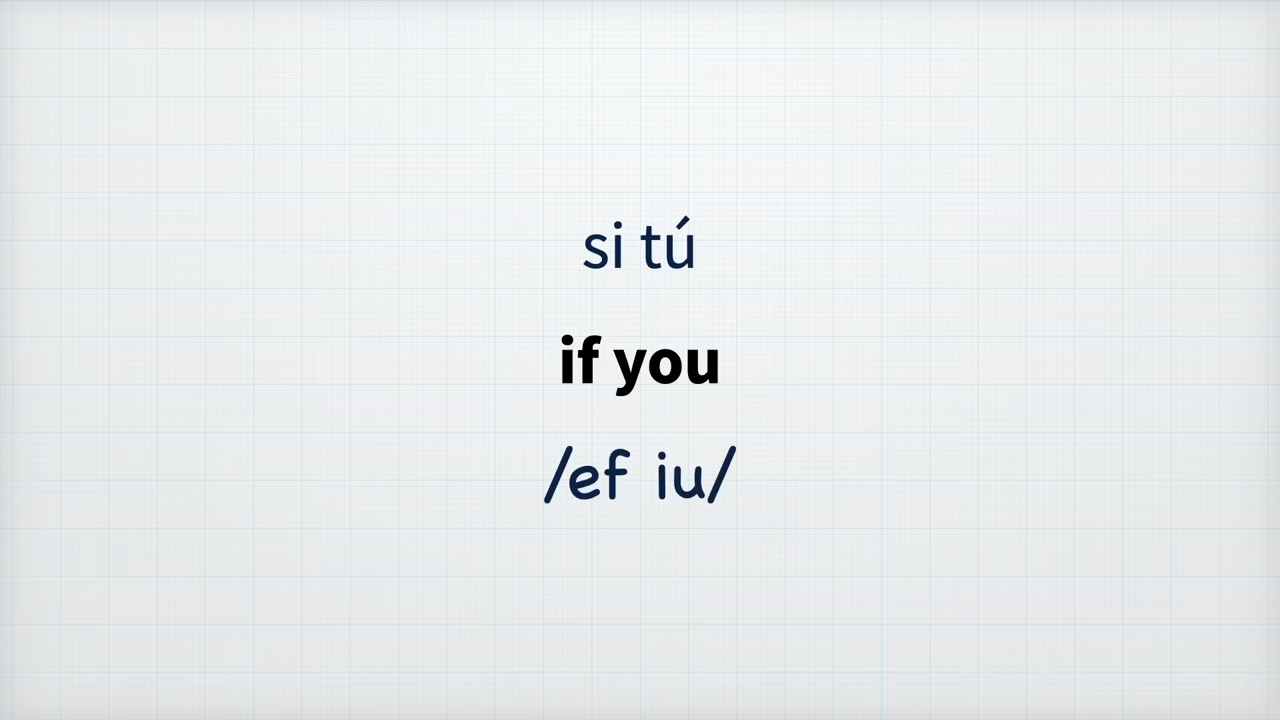 si tú
if you
/ef iu/